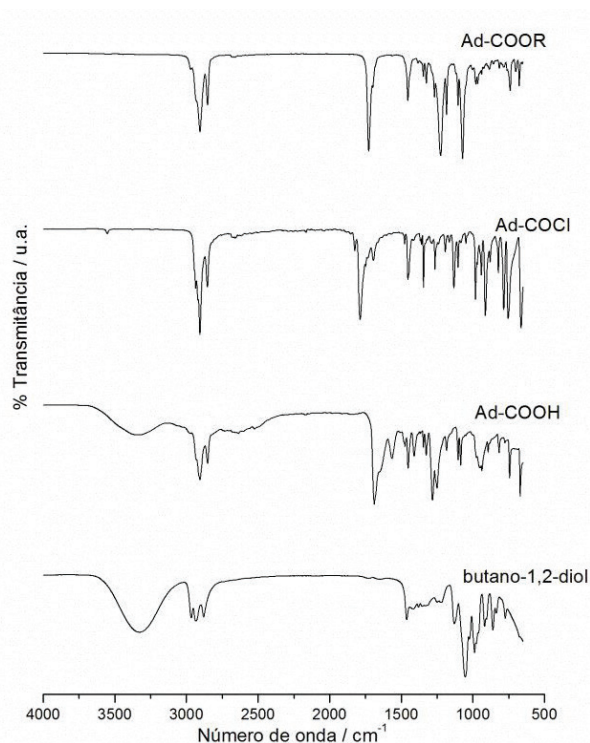 Ad-COOR
Ad-COCl
Ad-COOH
butano-1,2-diol
% Transmitância / u.a.
4000 3500 3000 2500 2000 1500 1000 500
Número de onda / cm-1